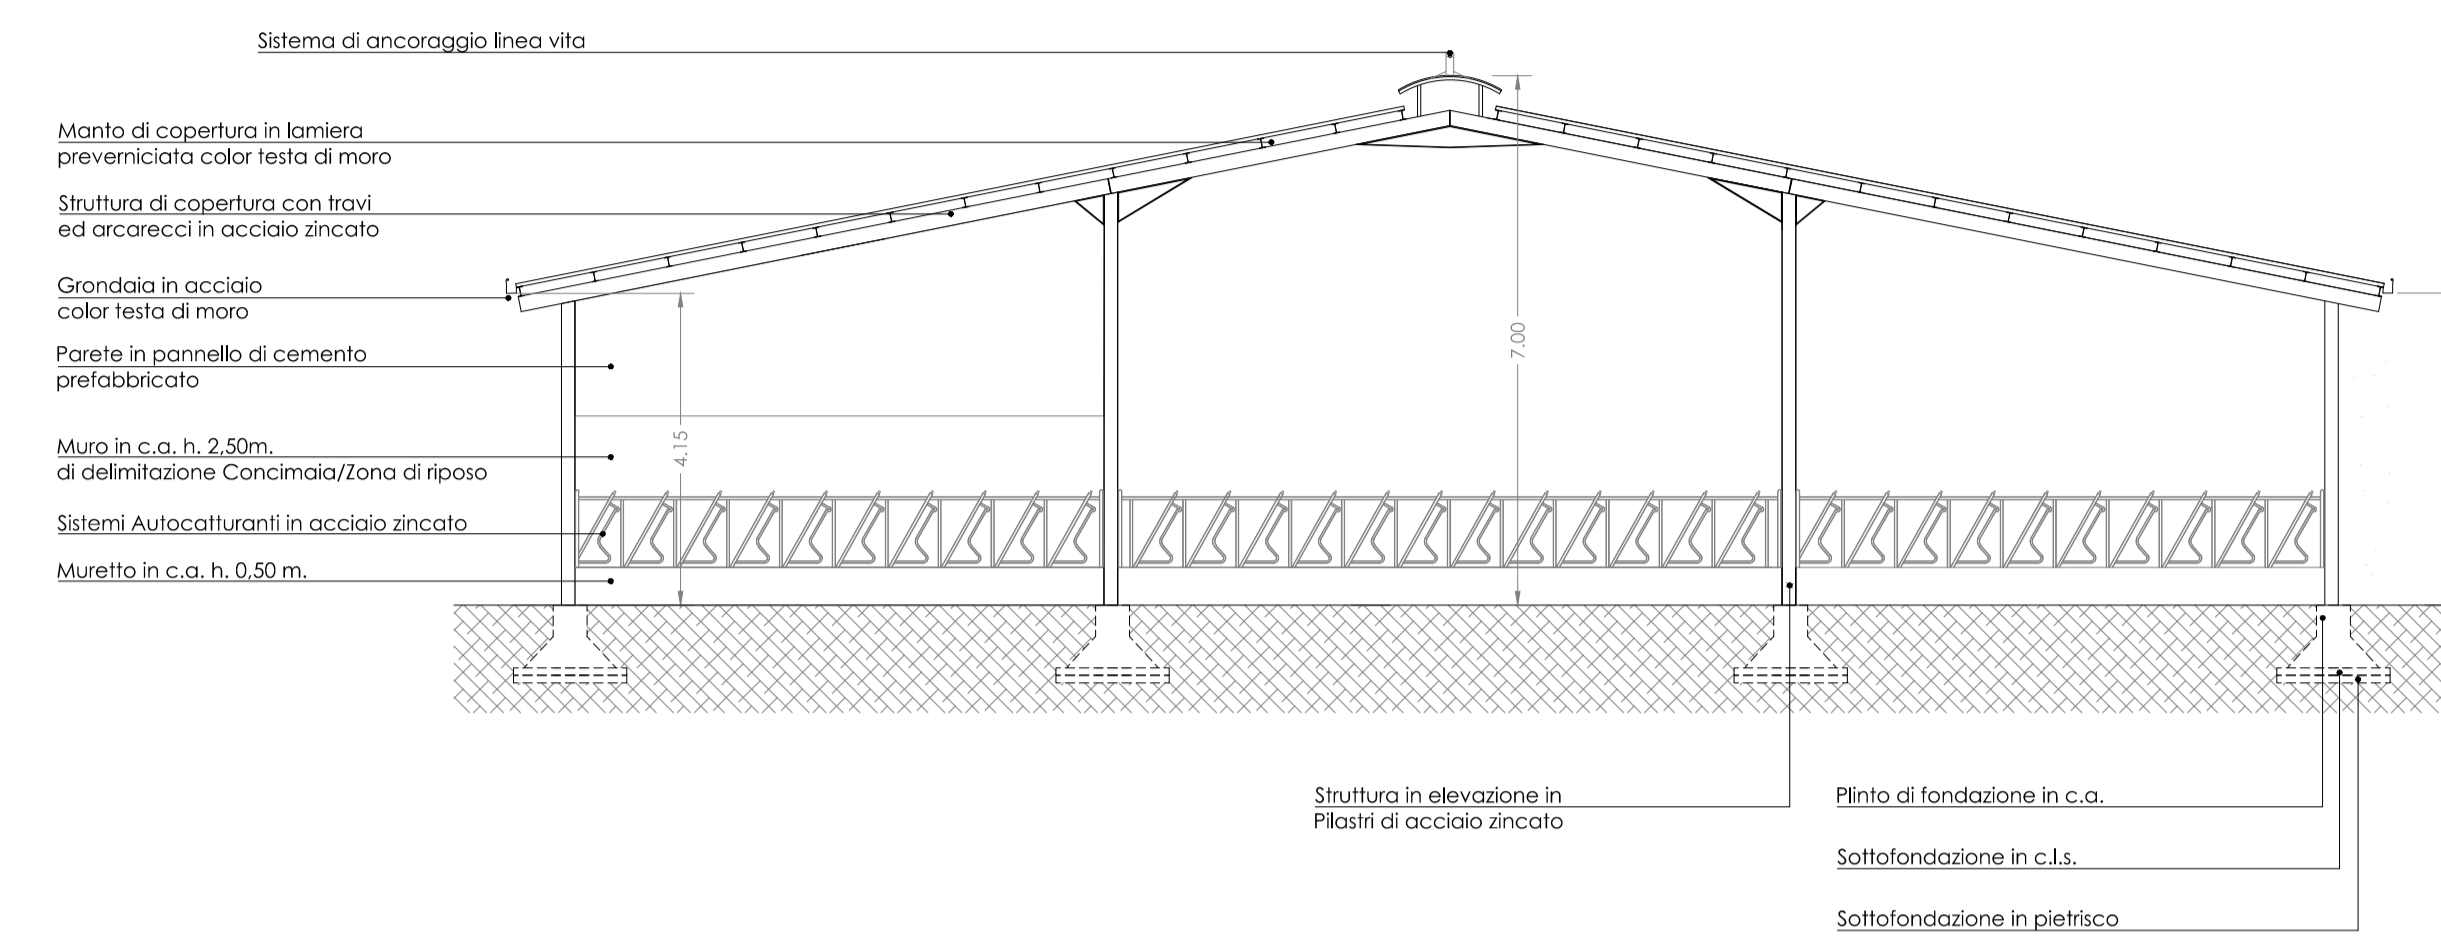 Sistema di ancoraggio linea vita
Manto di copertura in lamiera
preverniciata color testa di moro
Struttura di copertura con travi
ed arcarecci in acciaio zincato
Grondaia in acciaio
color testa di moro
Parete in pannello di cemento
prefabbricato
Muro in c.a. h. 2,50m.
di delimitazione Concimaia/Zona di riposo
Sistemi Autocatturanti in acciaio zincato
Muretto in c.a. h. 0,50 m.
4.15
7.00
Struttura in elevazione in
Pilastri di acciaio zincato
Plinto di fondazione in c.a.
Sottofondazione in c.l.s.
Sottofondazione in pietrisco